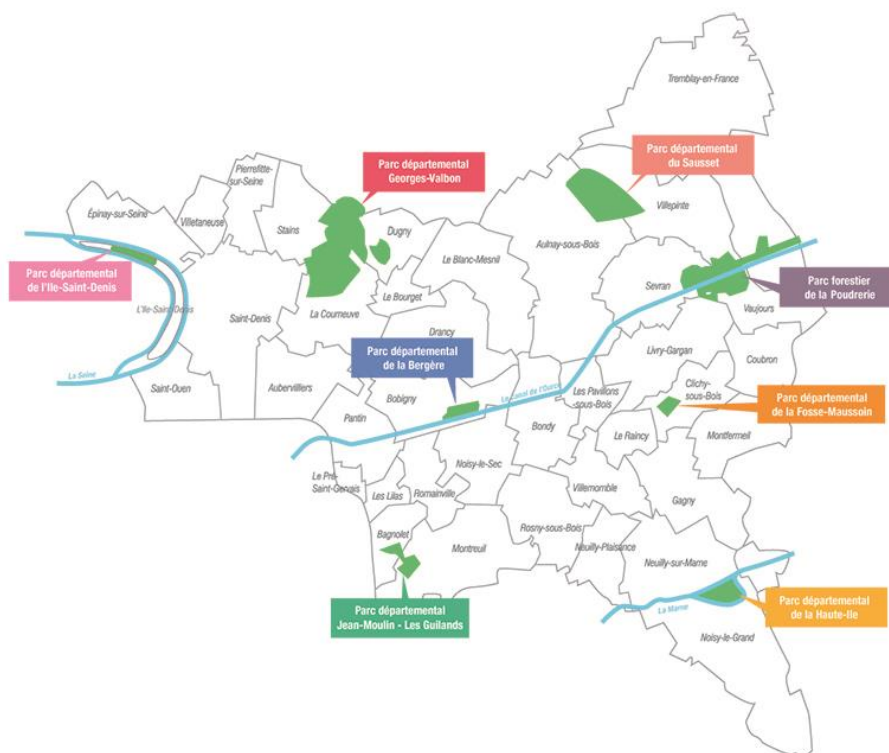 Tremblay-en-France
Parc départemental
du Sausset
Parc départemental
Georges-Valbon
Pierrefitte-
sur-Seine
Épinay-sur-Seine
Villetaneuse
Stains
Dugny
Villepinte
Aulnay-sous-Bois
Le Blanc-Mesnil
Parc départemental
de l'Ile-Saint-Denis
Sevran
Parc forestier
de la Poudrerie
Le Bourget
L'Ile-Saint-Denis
Saint-Denis
La Courneuve
Vaujours
Drancy
Parc départemental
de la Bergère
Livry-Gargan
Coubron
La Seine
Saint-Ouen
Aubervilliers
Bobigny
Le canal de l'Ourcq
Les Pavillons
-sous-Bois
Clichy
-sous-Bois
Parc départemental
de la Fosse-Maussoin
Pantin
Bondy
Le Raincy
Montfermeil
Noisy-le-Sec
Le Pré-
Saint-Gervais
Les Lilas
Romainville
Villemomble
Gagny
Bagnolet
Montreuil
Rosny-sous-Bois
Neuilly-Plaisance
Neuilly-sur-Marne
Parc départemental
Jean-Moulin - Les Guilands
La Marne
Parc départemental
de la Haute-Ile
Noisy-le-Grand